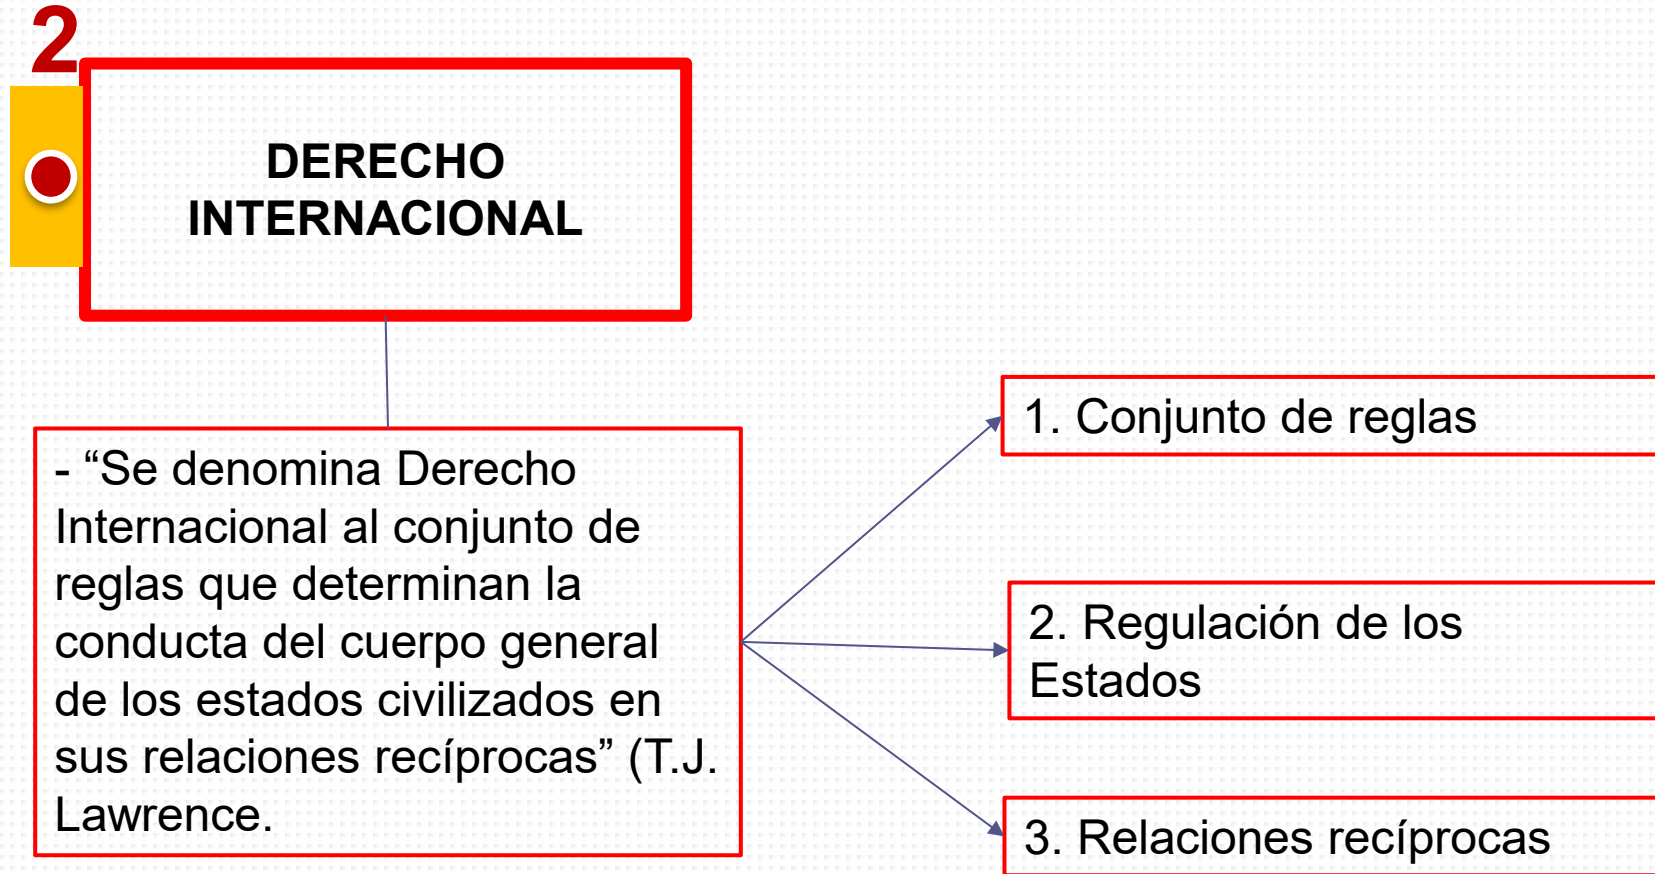 2
DERECHO
INTERNACIONAL
- “Se denomina Derecho
Internacional al conjunto de
reglas que determinan la
conducta del cuerpo general
de los estados civilizados en
sus relaciones recíprocas” (T.J.
Lawrence.
1. Conjunto de reglas
2. Regulación de los
Estados
3. Relaciones recíprocas